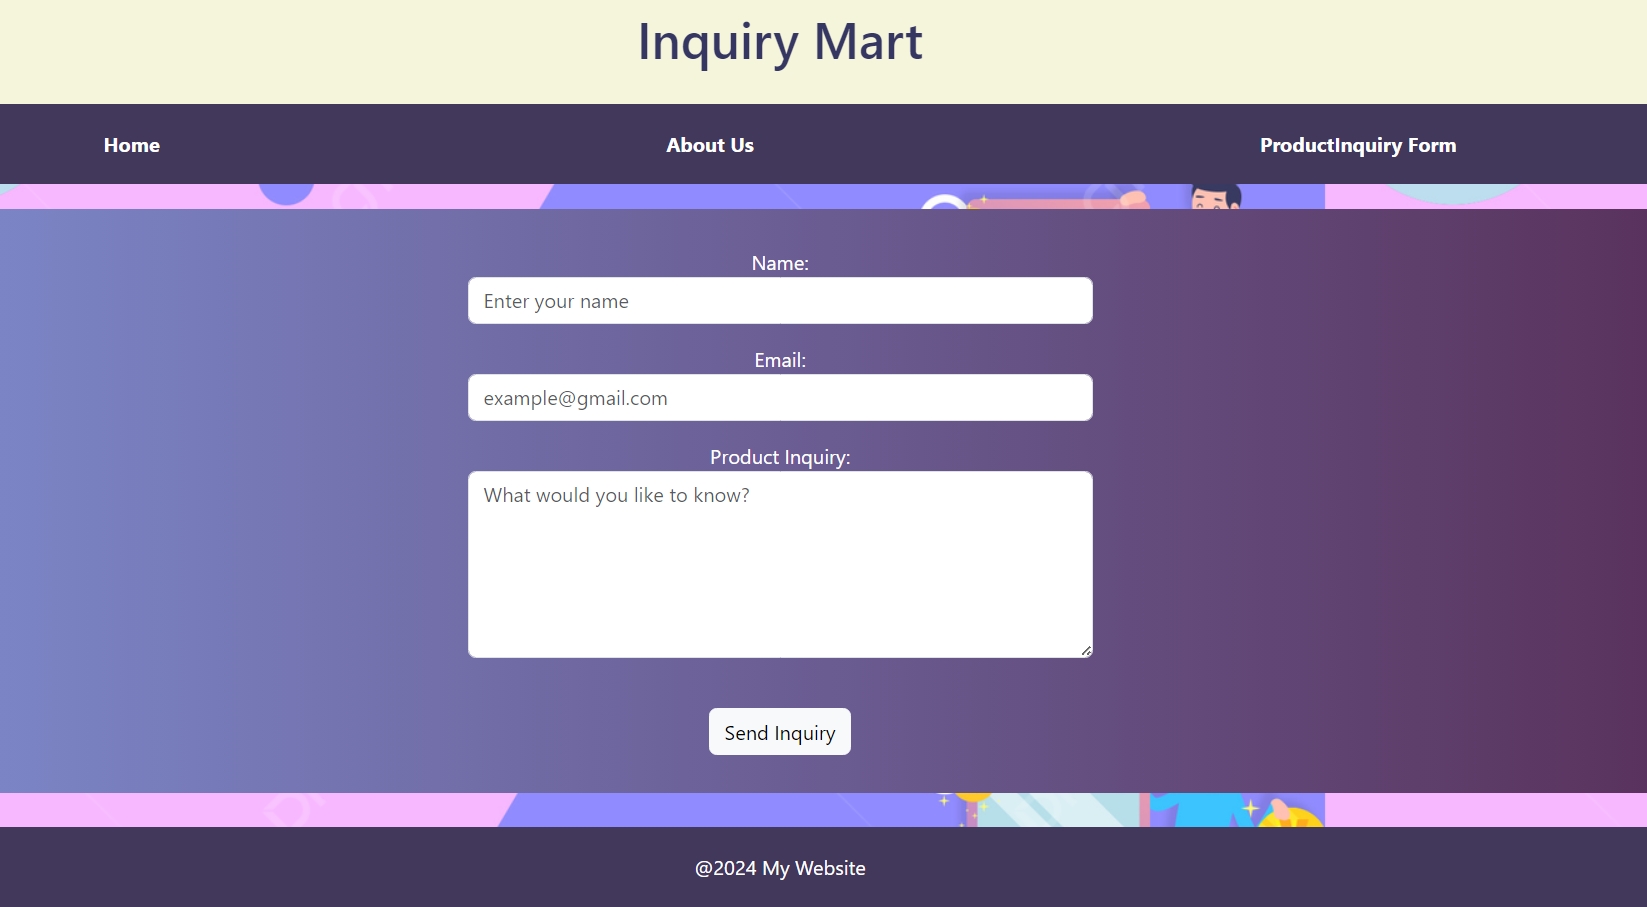 Inquiry Mart
Home About Us ProductInquiry Form
Name:
Enter your name
Email:
example@gmail.com
Product Inquiry:
What would you like to know?
Send Inquiry
@2024 My Website